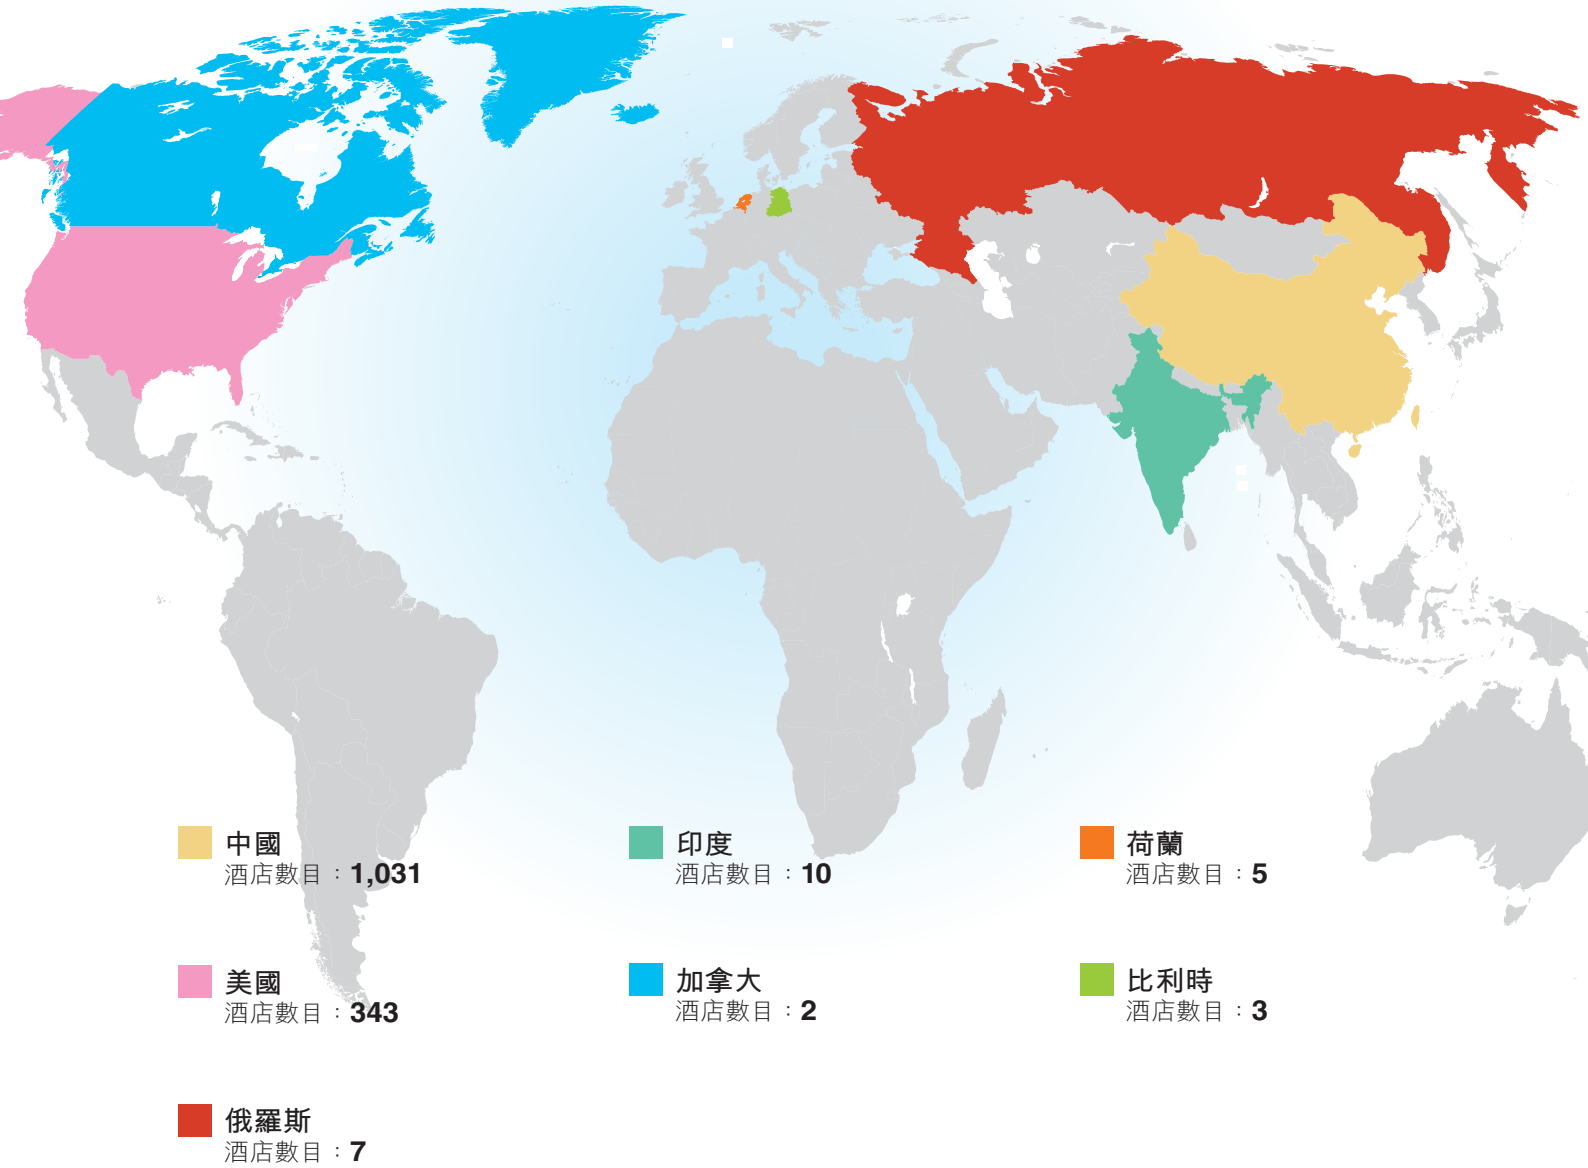 中國
酒店數目：1,031
印度
酒店數目：10
荷蘭
酒店數目：5
美國
酒店數目：343
加拿大
酒店數目：2
比利時
酒店數目：3
俄羅斯
酒店數目：7